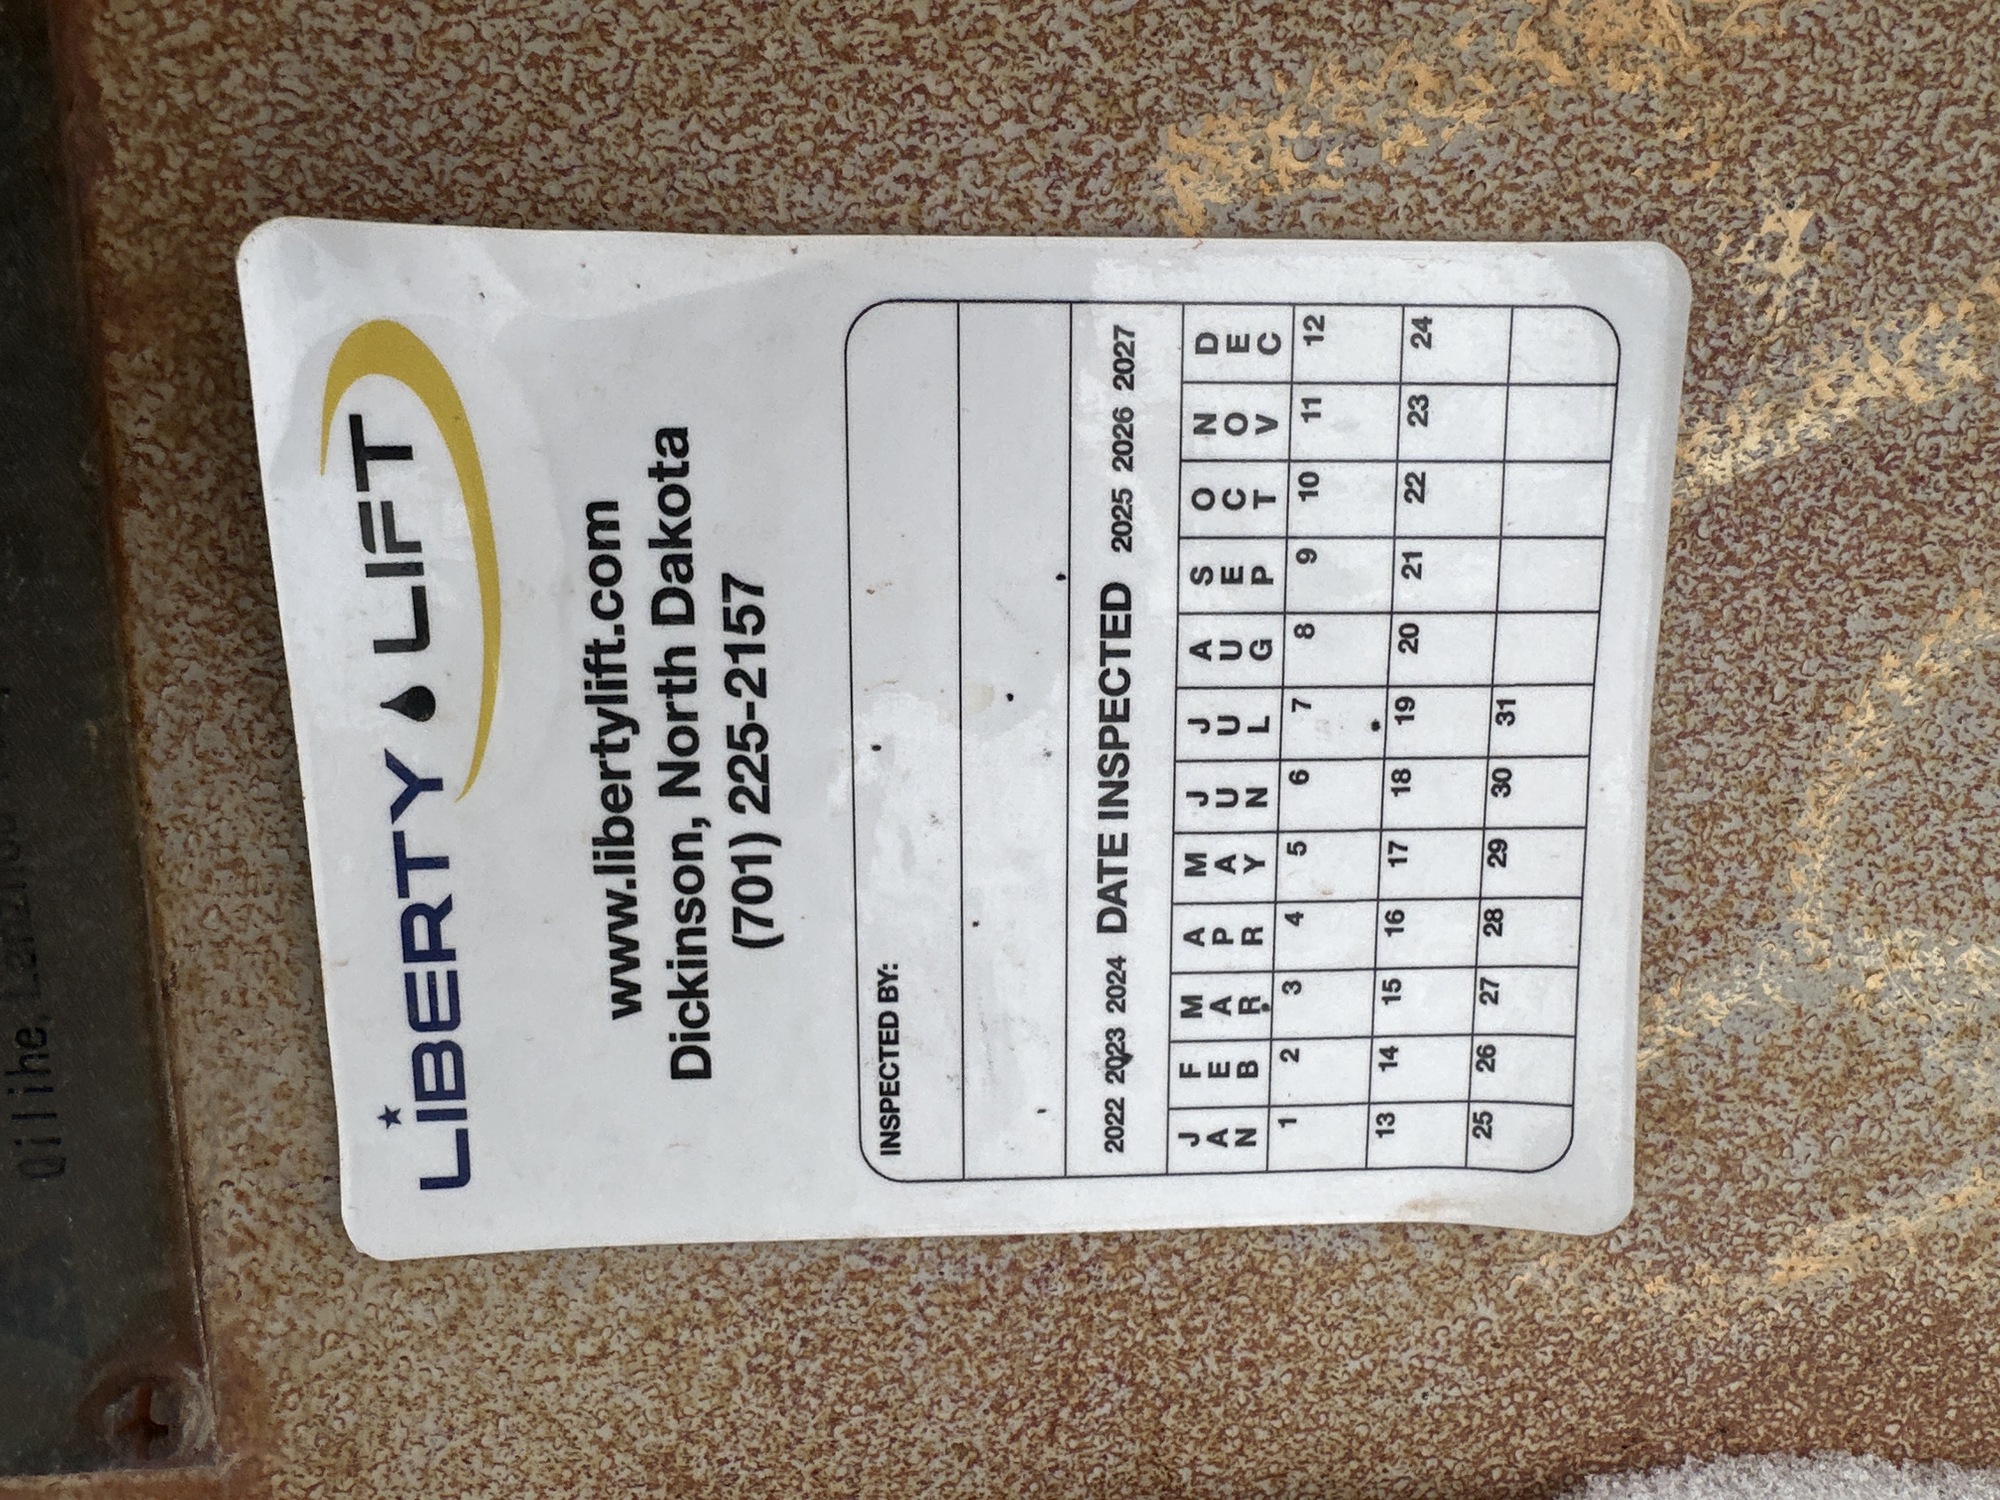 LIBERTY LIFT
www.libertylift.com
Dickinson, North Dakota
(701) 225-2157
INSPECTED BY:
2022 2023 2024 DATE INSPECTED 2025 2026 2027
JAN FEB MAR APR MAY JUN JUL AUG SEP OCT NOV DEC
1 2 3 4 5 6 7 8 9 10 11 12
13 14 15 16 17 18 19 20 21 22 23 24
25 26 27 28 29 30 31
Qilihe,